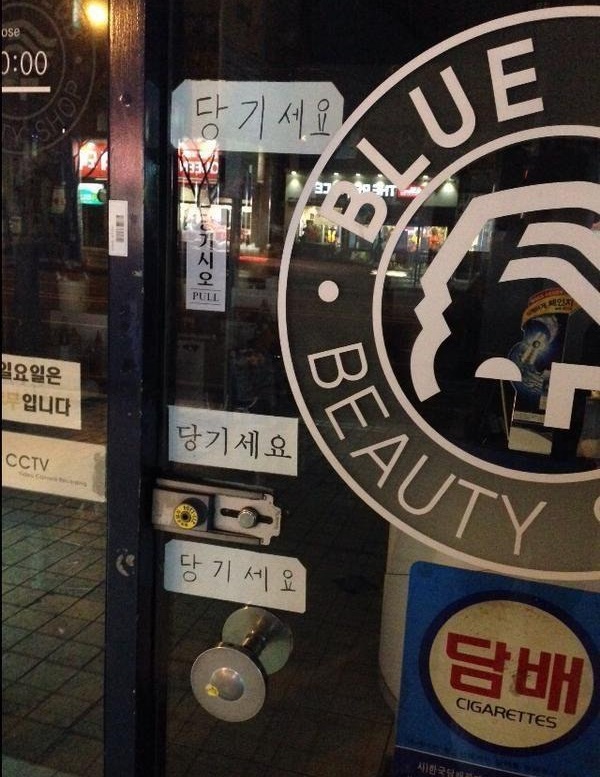 0:00
SHOP
당기세요
당기시오
PULL
BLUE
BEAUTY
일요일은
입니다
CCTV
당기세요
당기세요
담배
CIGARETTES